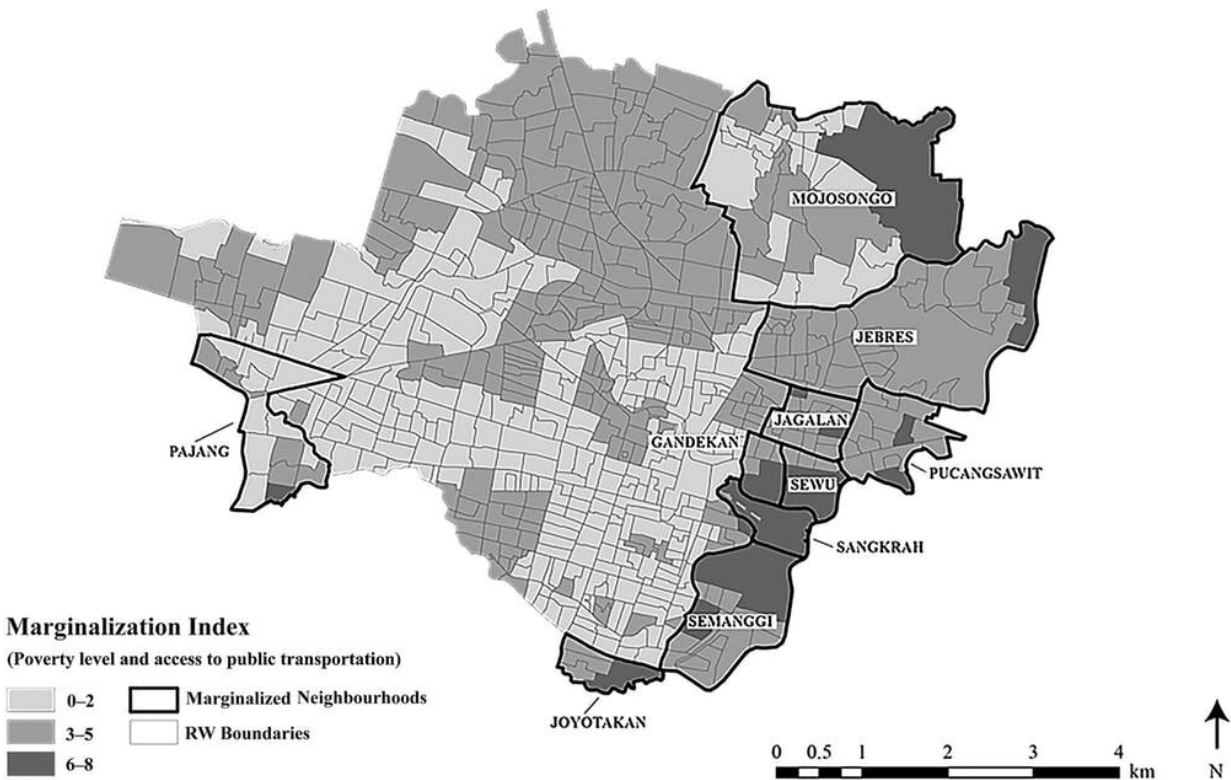 MOJOSONGO
JEBRES
JAGALAN
GANDEKAN
PAJANG
PUCANGSAWIT
SEWU
SANGKRAH
SEMANGGI
JOYOTAKAN
Marginalization Index
(Poverty level and access to public transportation)
0–2 Marginalized Neighbourhoods
3–5 RW Boundaries
6–8
0 0.5 1 2 3 4
km
N